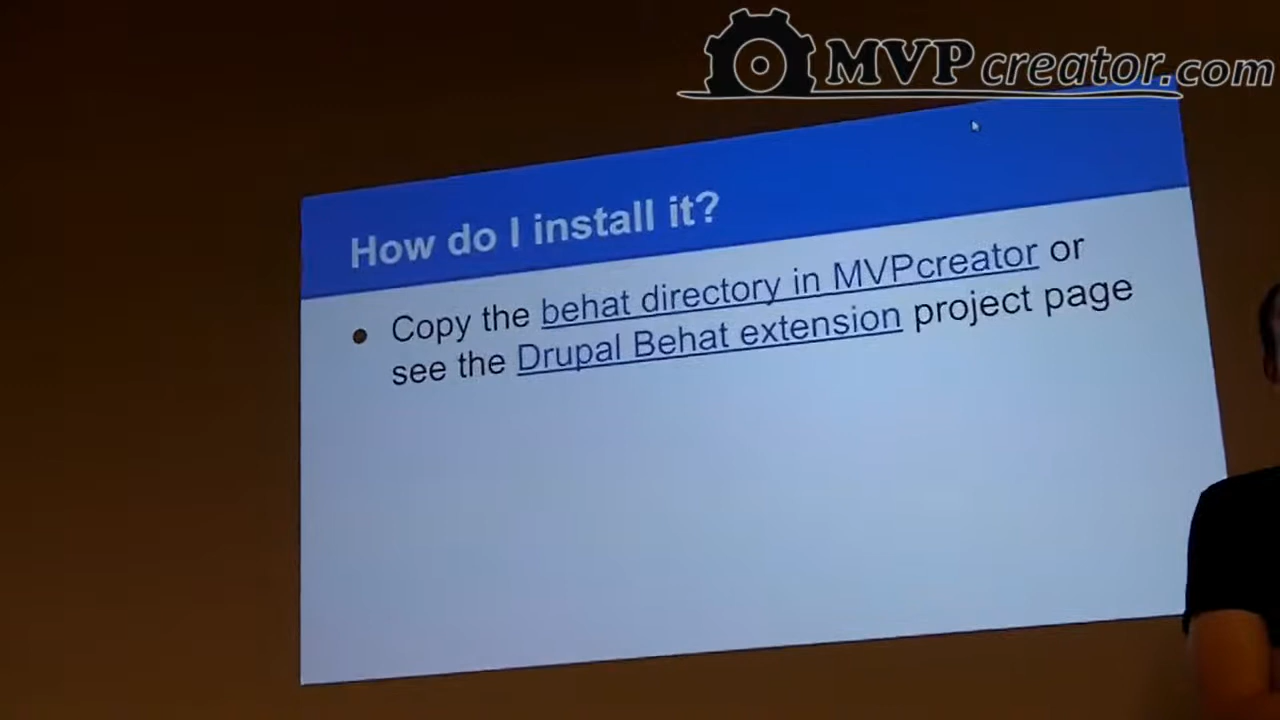 MVPcreator.com
How do I install it?
• Copy the behat directory in MVPcreator or
see the Drupal Behat extension project page